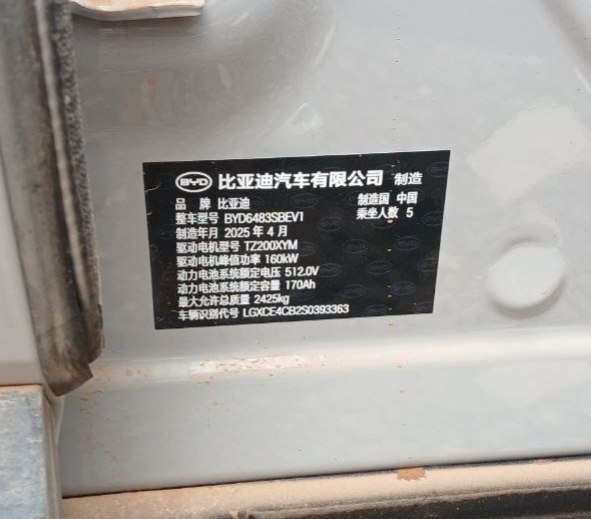 BYD 比亚迪汽车有限公司 制造
品 牌 比亚迪 制造国 中国
整车型号 BYD6483SBEV1 乘坐人数 5
制造年月 2025 年 4 月
驱动电机型号 TZ200XYM
驱动电机峰值功率 160kW
动力电池系统额定电压 512.0V
动力电池系统额定容量 170Ah
最大允许总质量 2425kg
车辆识别代号 LGXCE4CB2S0393363